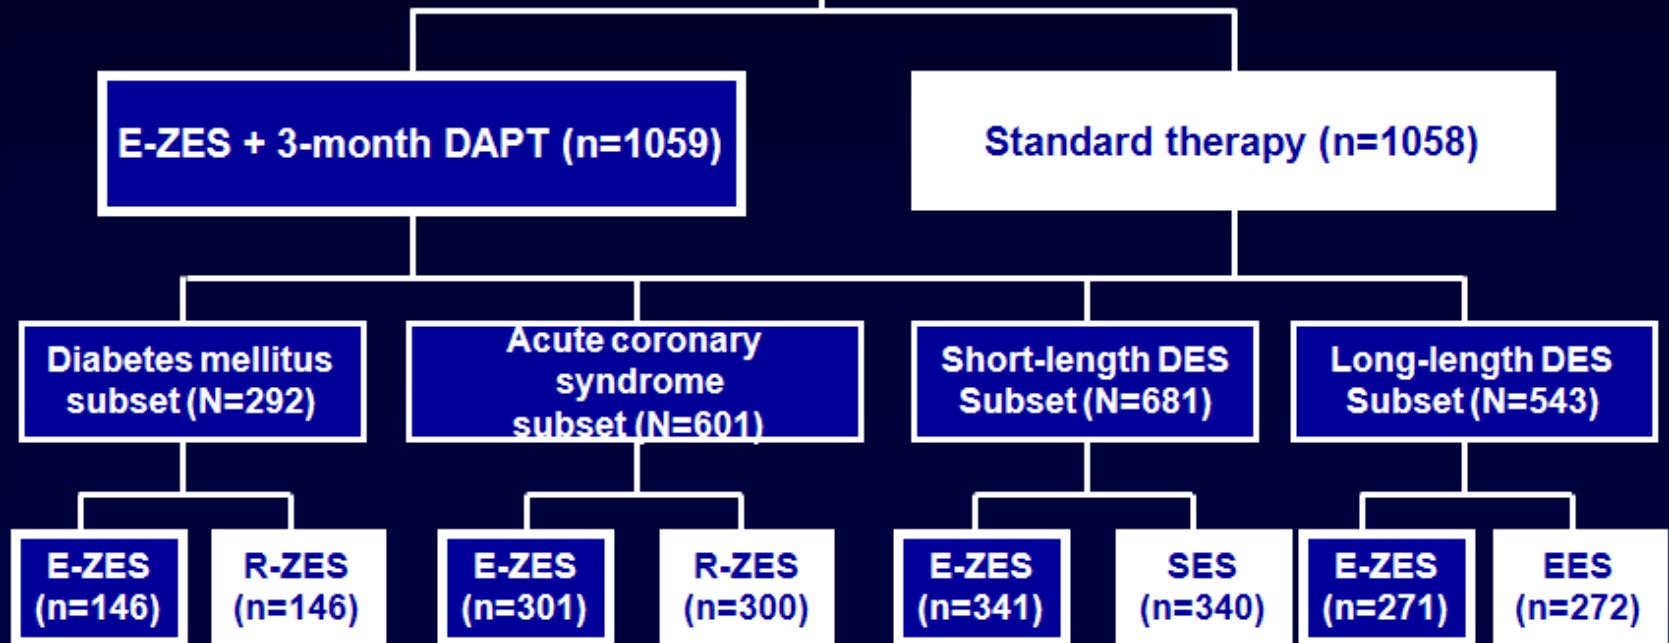 E-ZES + 3-month DAPT (n=1059)
Standard therapy (n=1058)
Diabetes mellitus
subset (N=292)
Acute coronary
syndrome
subset (N=601)
Short-length DES
Subset (N=681)
Long-length DES
Subset (N=543)
E-ZES
(n=146)
R-ZES
(n=146)
E-ZES
(n=301)
R-ZES
(n=300)
E-ZES
(n=341)
SES
(n=340)
E-ZES
(n=271)
EES
(n=272)